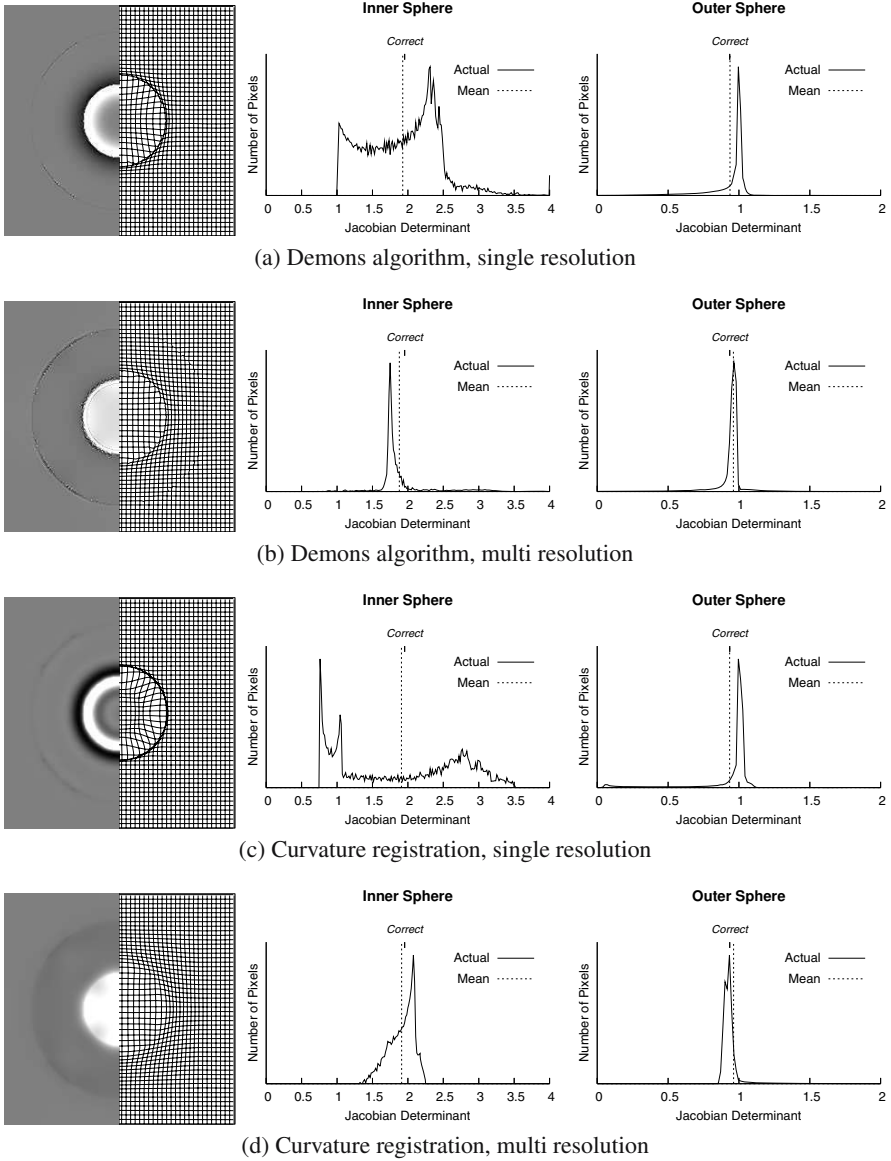 Inner Sphere
Outer Sphere
Correct
Correct
Actual
Mean
Actual
Mean
Number of Pixels
Number of Pixels
0 0.5 1 1.5 2 2.5 3 3.5 4
0 0.5 1 1.5 2
Jacobian Determinant
Jacobian Determinant
(a) Demons algorithm, single resolution
Inner Sphere
Outer Sphere
Correct
Correct
Actual
Mean
Actual
Mean
Number of Pixels
Number of Pixels
0 0.5 1 1.5 2 2.5 3 3.5 4
0 0.5 1 1.5 2
Jacobian Determinant
Jacobian Determinant
(b) Demons algorithm, multi resolution
Inner Sphere
Outer Sphere
Correct
Correct
Actual
Mean
Actual
Mean
Number of Pixels
Number of Pixels
0 0.5 1 1.5 2 2.5 3 3.5 4
0 0.5 1 1.5 2
Jacobian Determinant
Jacobian Determinant
(c) Curvature registration, single resolution
Inner Sphere
Outer Sphere
Correct
Correct
Actual
Mean
Actual
Mean
Number of Pixels
Number of Pixels
0 0.5 1 1.5 2 2.5 3 3.5 4
0 0.5 1 1.5 2
Jacobian Determinant
Jacobian Determinant
(d) Curvature registration, multi resolution